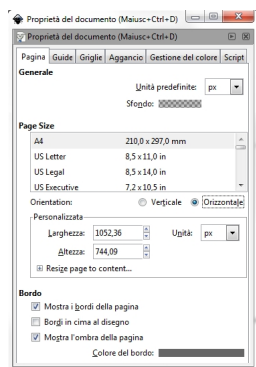 Proprietà del documento (Maiusc+Ctrl+D)
Proprietà del documento (Maiusc+Ctrl+D)
Pagina Guide Griglie Aggancio Gestione del colore Script
Generale
Unità predefinite: px
Sfondo:
Page Size
A4 210,0 x 297,0 mm
US Letter 8,5 x 11,0 in
US Legal 8,5 x 14,0 in
US Executive 7,2 x 10,5 in
Orientation: Verticale Orizzontale
Personalizzata
Larghezza: 1052,36 Unità: px
Altezza: 744,09
Resize page to content...
Bordo
Mostra i bordi della pagina
Bordi in cima al disegno
Mostra l'ombra della pagina
Colore del bordo: